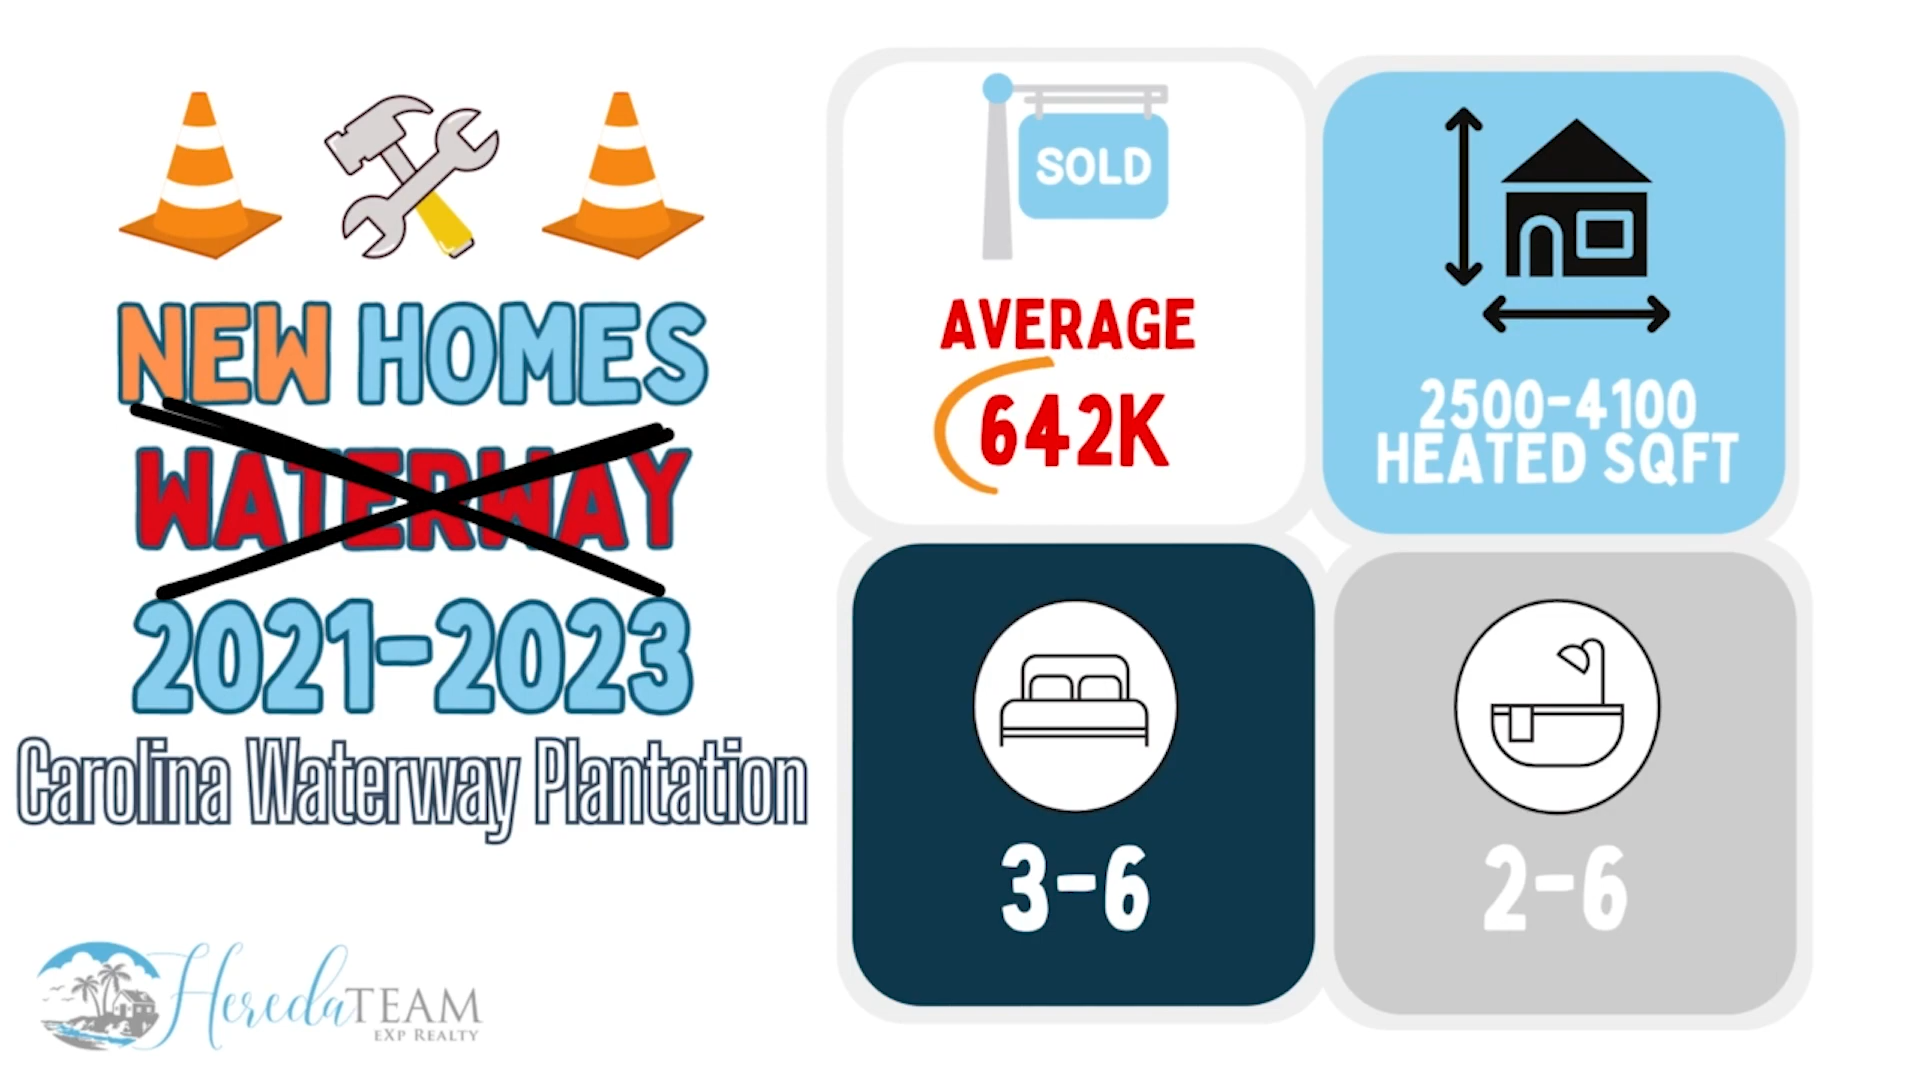 NEW HOMES
WATERWAY
2021-2023
Carolina Waterway Plantation
HeredaTEAM
eXp REALTY
SOLD
AVERAGE
642K
2500-4100
HEATED SQFT
3-6
2-6